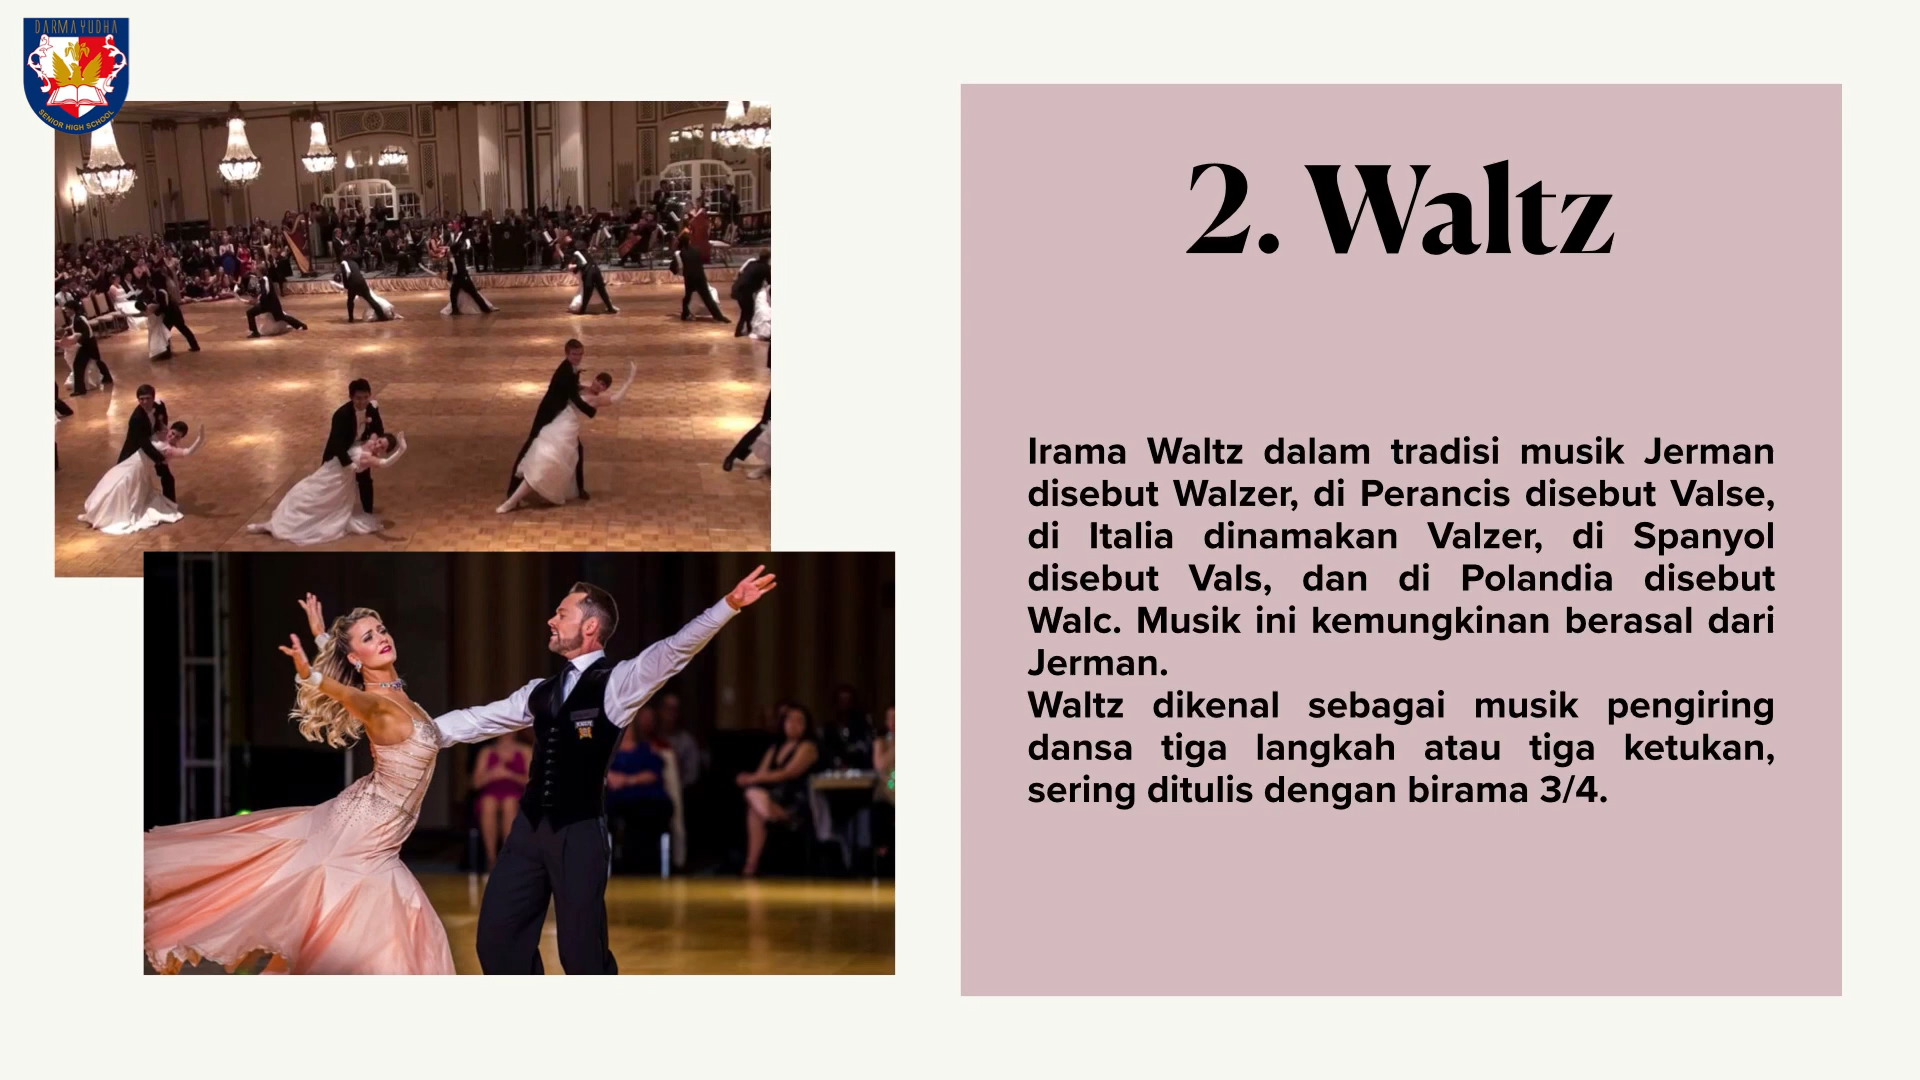 DARMAYUDHA
SENIOR HIGH SCHOOL
2. Waltz
Irama Waltz dalam tradisi musik Jerman
disebut Walzer, di Perancis disebut Valse,
di Italia dinamakan Valzer, di Spanyol
disebut Vals, dan di Polandia disebut
Walc. Musik ini kemungkinan berasal dari
Jerman.
Waltz dikenal sebagai musik pengiring
dansa tiga langkah atau tiga ketukan,
sering ditulis dengan birama 3/4.